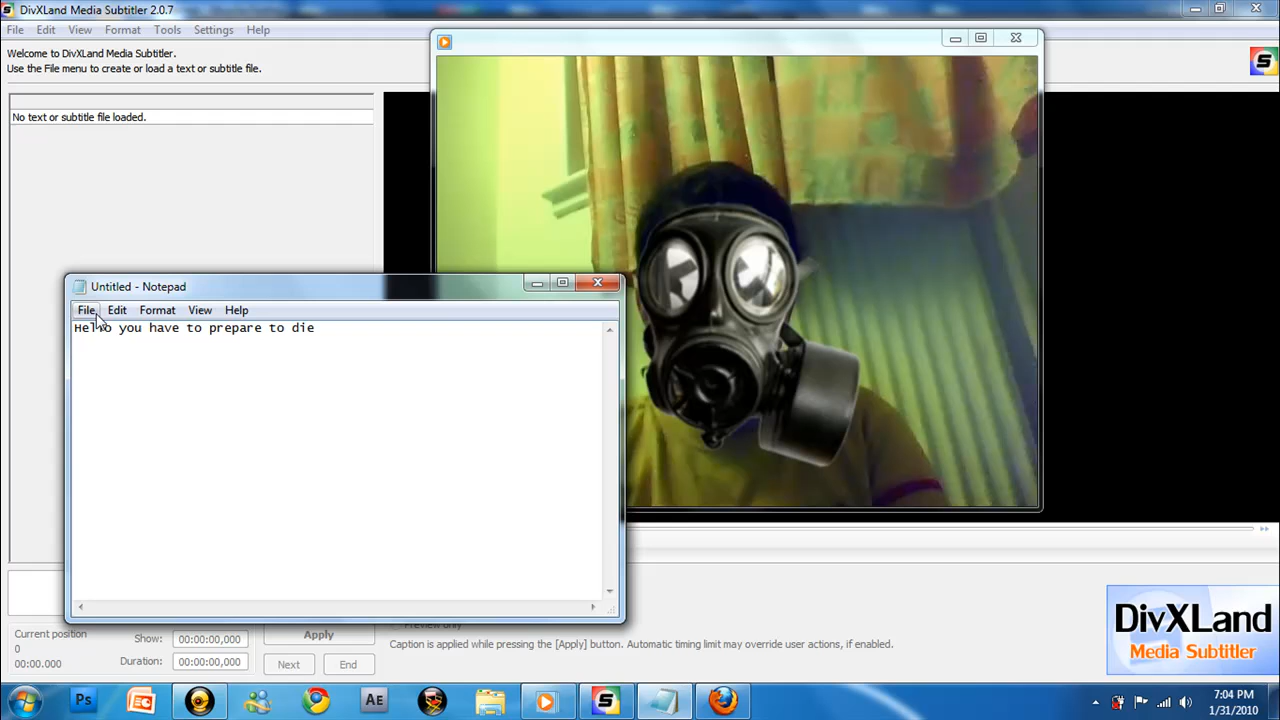 DivXLand Media Subtitler 2.0.7
File Edit View Format Tools Settings Help
Welcome to DivXLand Media Subtitler.
Use the File menu to create or load a text or subtitle file.
S
No text or subtitle file loaded.
Untitled - Notepad
File Edit Format View Help
Hello you have to prepare to die
Current position
0
00:00.000
Show: 00:00:00,000
Duration: 00:00:00,000
Apply
Next End
Preview only
Caption is applied while pressing the [Apply] button. Automatic timing limit may override user actions, if enabled.
DivXLand
Media Subtitler
Ps
AE
S
7:04 PM
1/31/2010